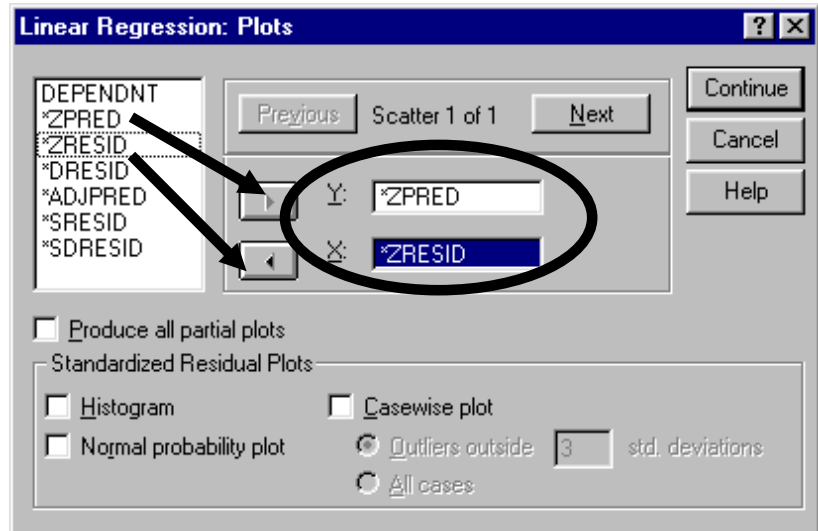 Linear Regression: Plots
DEPENDNT
*ZPRED
*ZRESID
*DRESID
*ADJPRED
*SRESID
*SDRESID
Previous Scatter 1 of 1 Next
Y: *ZPRED
X: *ZRESID
Continue
Cancel
Help
Produce all partial plots
Standardized Residual Plots
Histogram
Normal probability plot
Casewise plot
Outliers outside 3 std. deviations
All cases